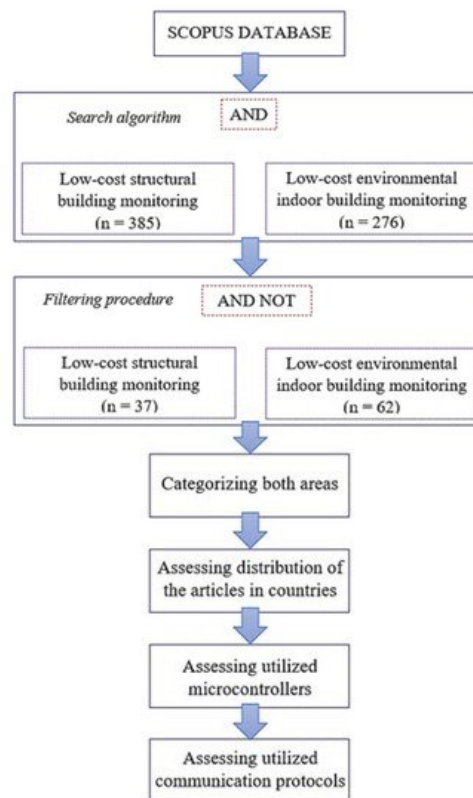 SCOPUS DATABASE
Search algorithm
AND
Low-cost structural
building monitoring
(n = 385)
Low-cost environmental
indoor building monitoring
(n = 276)
Filtering procedure
AND NOT
Low-cost structural
building monitoring
(n = 37)
Low-cost environmental
indoor building monitoring
(n = 62)
Categorizing both areas
Assessing distribution of
the articles in countries
Assessing utilized
microcontrollers
Assessing utilized
communication protocols